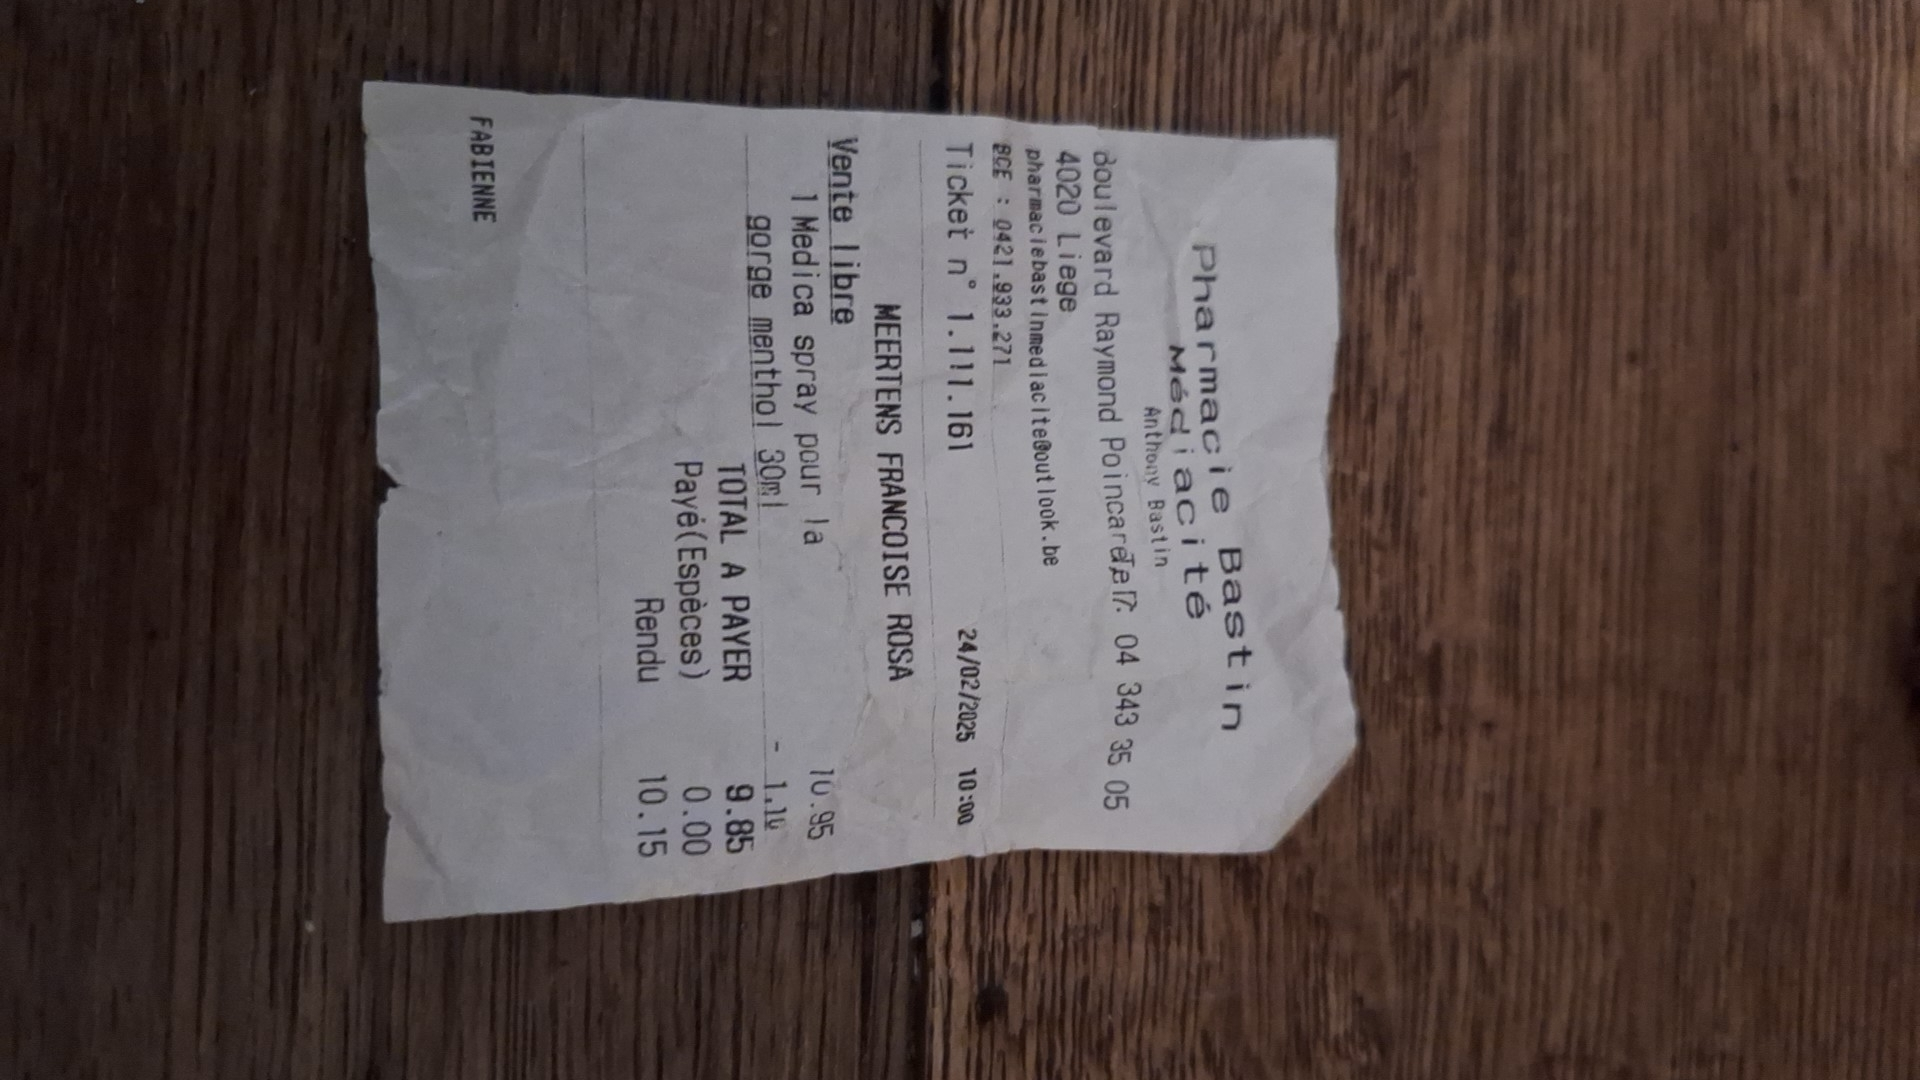 Pharmacie Bastin
Médiacité
Anthony Bastin
Boulevard Raymond Poincaré 04 343 35 05
4020 Liege
pharmaciebastinmediacite@outlook.be
BCE : 0421.933.271
Ticket n° 1.111.161 24/02/2025 10:00
MEERTENS FRANCOISE ROSA
Vente libre
1 Medica spray pour la 10.95
gorge menthol 30ml - 1.10
TOTAL A PAYER 9.85
Payé(Espèces) 0.00
Rendu 10.15
FABIENNE